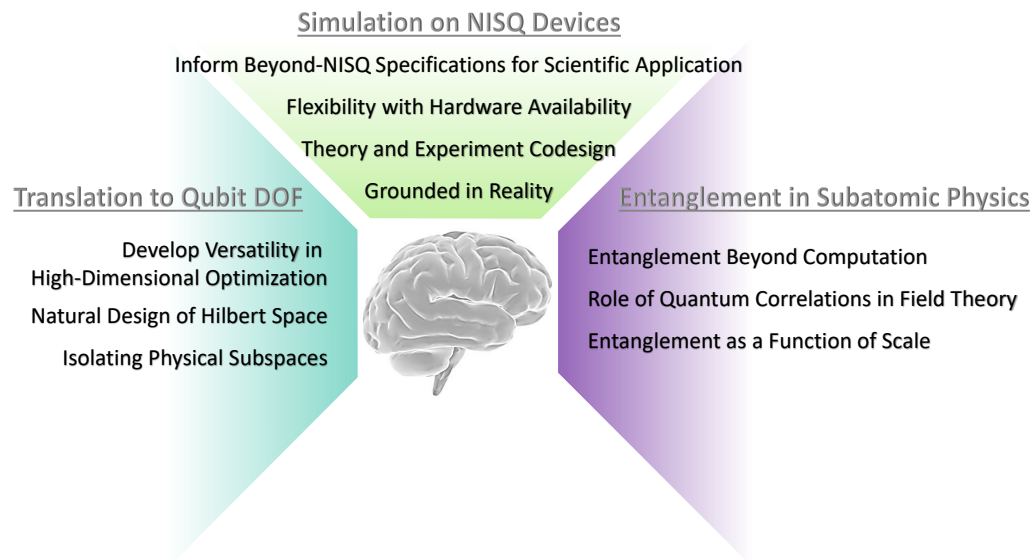 Simulation on NISQ Devices
Inform Beyond-NISQ Specifications for Scientific Application
Flexibility with Hardware Availability
Theory and Experiment Codesign
Grounded in Reality
Translation to Qubit DOF
Develop Versatility in
High-Dimensional Optimization
Natural Design of Hilbert Space
Isolating Physical Subspaces
Entanglement in Subatomic Physics
Entanglement Beyond Computation
Role of Quantum Correlations in Field Theory
Entanglement as a Function of Scale